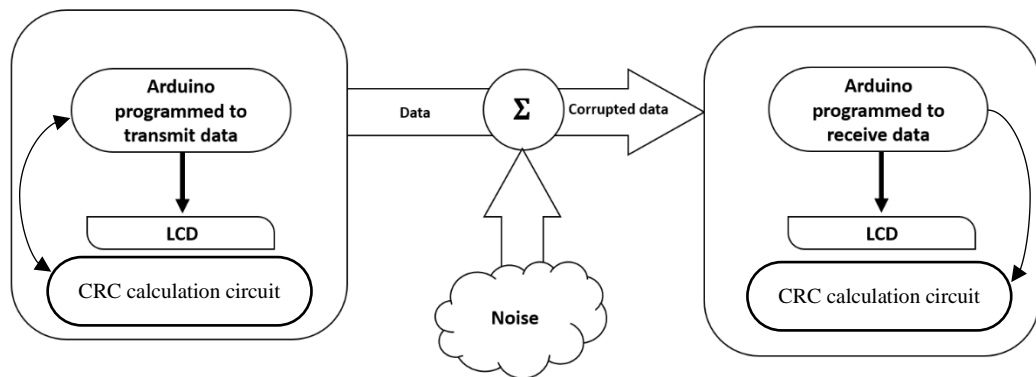 Arduino
programmed to
transmit data
LCD
CRC calculation circuit
Data
Σ
Corrupted data
Noise
Arduino
programmed to
receive data
LCD
CRC calculation circuit